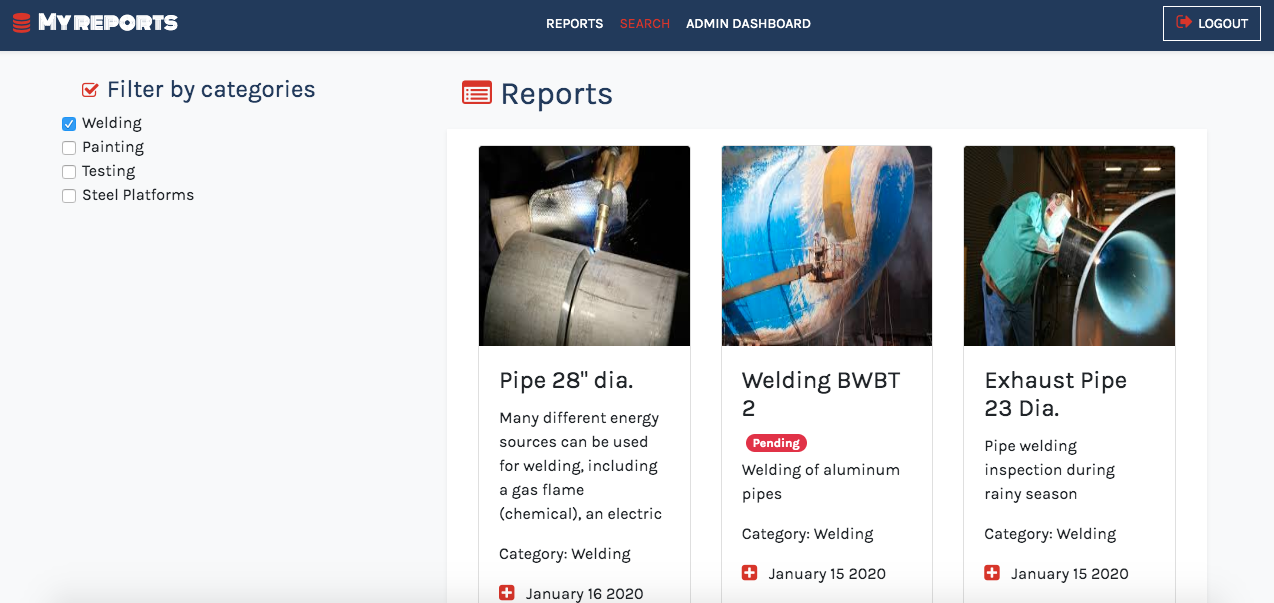 My reports
REPORTS SEARCH ADMIN DASHBOARD
LOGOUT
Filter by categories
Welding
Painting
Testing
Steel Platforms
Reports
Pipe 28" dia.
Many different energy
sources can be used
for welding, including
a gas flame
(chemical), an electric
Category: Welding
January 16 2020
Welding BWBT
2
Pending
Welding of aluminum
pipes
Category: Welding
January 15 2020
Exhaust Pipe
23 Dia.
Pipe welding
inspection during
rainy season
Category: Welding
January 15 2020